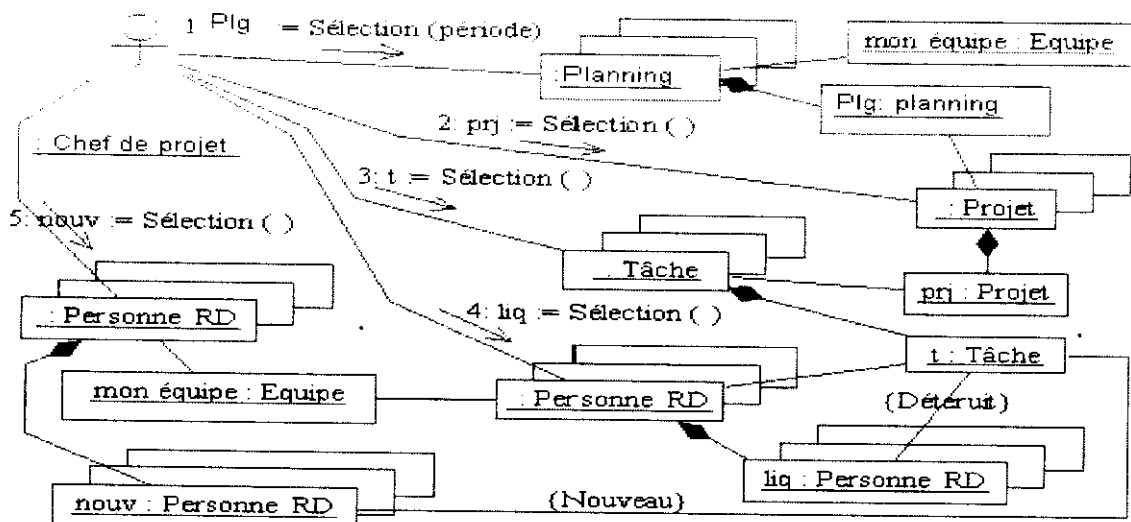 1 Plg := Sélection (période)
mon équipe : Equipe
:Planning
Plg: planning
2: prj := Sélection ( )
: Chef de projet
3: t := Sélection ( )
: Projet
5: nouv := Sélection ( )
: Tâche
prj : Projet
: Personne RD
4: liq := Sélection ( )
t : Tâche
mon équipe : Equipe
: Personne RD
{Déteruit}
liq : Personne RD
nouv : Personne RD
{Nouveau}